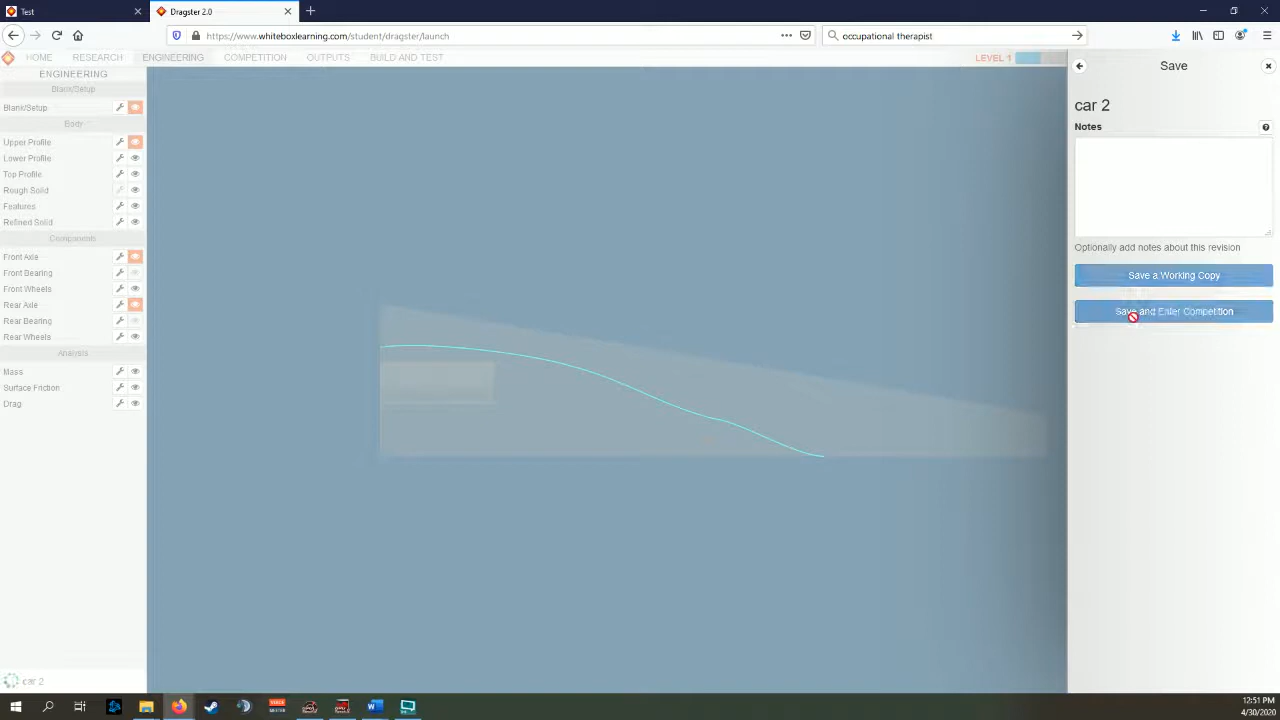 Test
Dragster 2.0
https://www.whiteboxlearning.com/student/dragster/launch
occupational therapist
HOME RESEARCH ENGINEERING COMPETITION OUTPUTS BUILD AND TEST
LEVEL 1
ENGINEERING
Blank/Setup
Blank/Setup
Body
Upper Profile
Lower Profile
Top Profile
Rough Solid
Features
Refined Solid
Components
Front Axle
Front Bearing
Front Wheels
Rear Axle
Rear Bearing
Rear Wheels
Analysis
Mass
Surface Friction
Drag
car 2
Save
car 2
Notes
Optionally add notes about this revision
Save a Working Copy
Save and Enter Competition
12:51 PM
4/30/2020